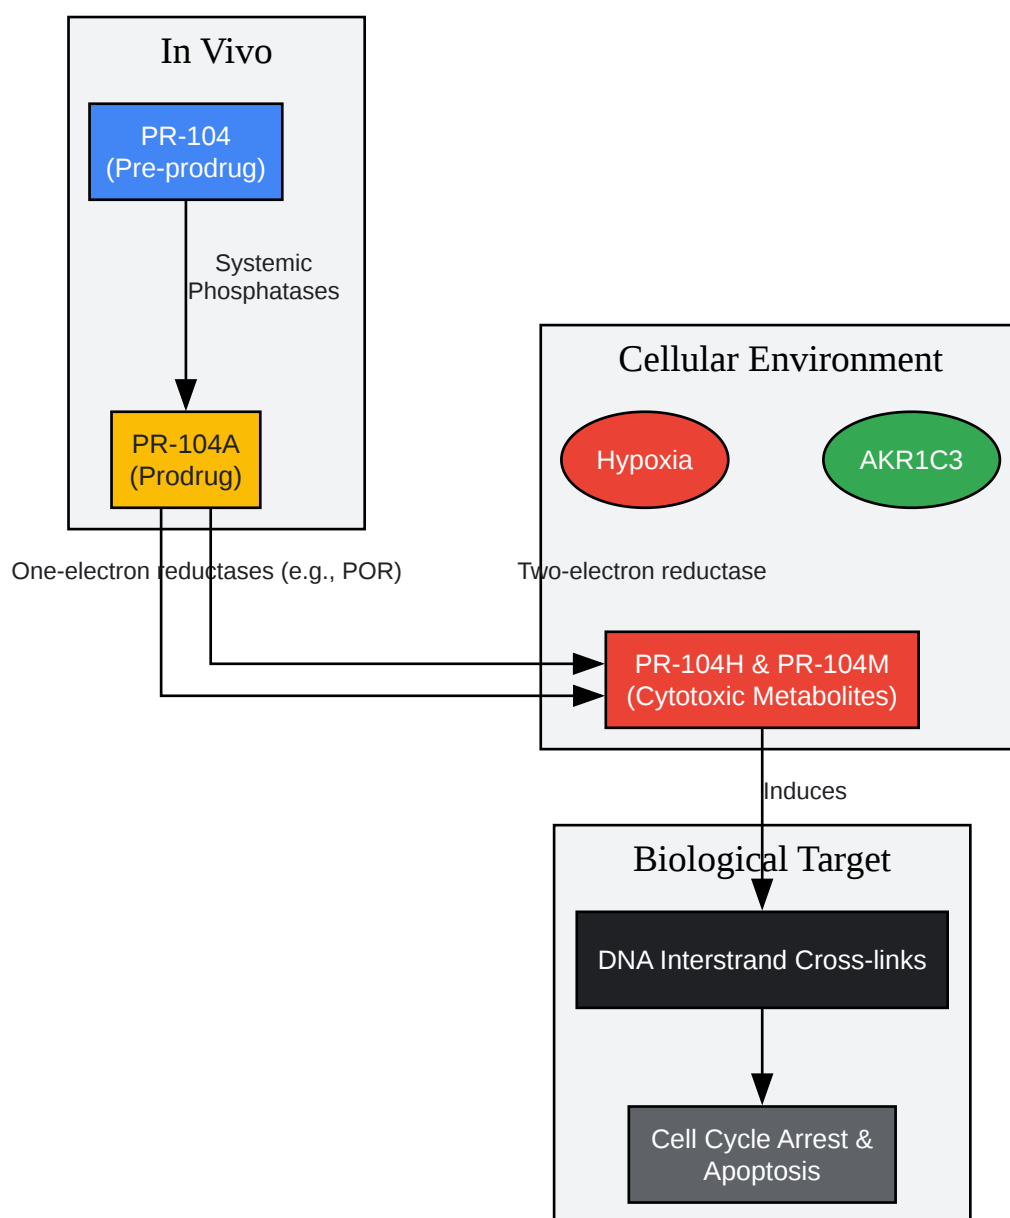 In Vivo
PR-104
(Pre-prodrug)
Systemic
Phosphatases
PR-104A
(Prodrug)
Cellular Environment
Hypoxia
AKR1C3
One-electron reductases (e.g., POR)
Two-electron reductase
PR-104H & PR-104M
(Cytotoxic Metabolites)
Induces
Biological Target
DNA Interstrand Cross-links
Cell Cycle Arrest &
Apoptosis